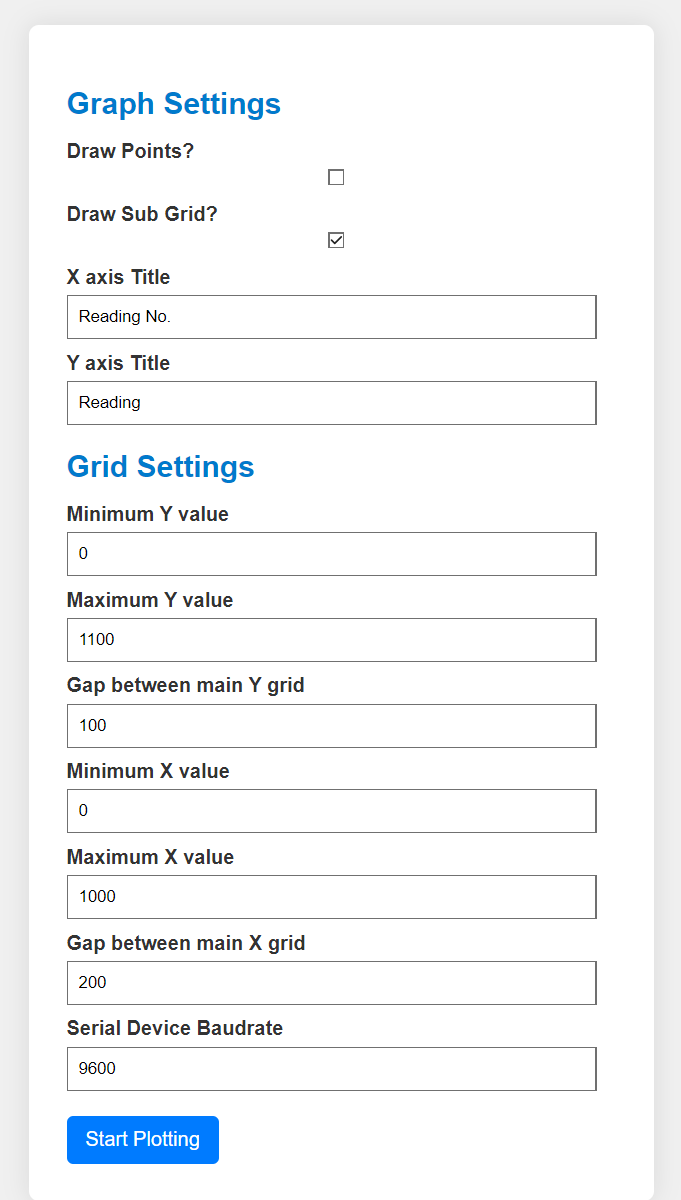 Graph Settings
Draw Points?
Draw Sub Grid?
X axis Title
Reading No.
Y axis Title
Reading
Grid Settings
Minimum Y value
0
Maximum Y value
1100
Gap between main Y grid
100
Minimum X value
0
Maximum X value
1000
Gap between main X grid
200
Serial Device Baudrate
9600
Start Plotting